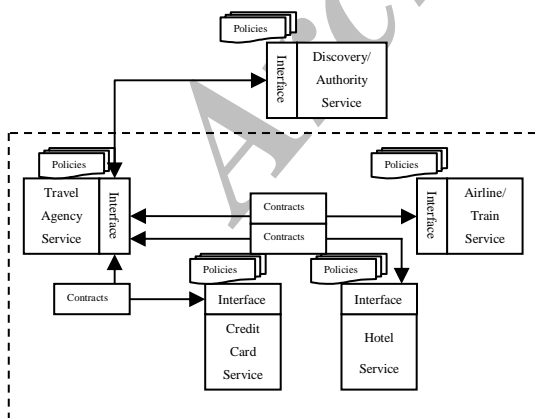 Policies
Interface
Discovery/
Authority
Service
Policies
Travel
Agency
Service
Interface
Policies
Interface
Airline/
Train
Service
Contracts
Contracts
Contracts
Policies
Interface
Credit
Card
Service
Policies
Interface
Hotel
Service